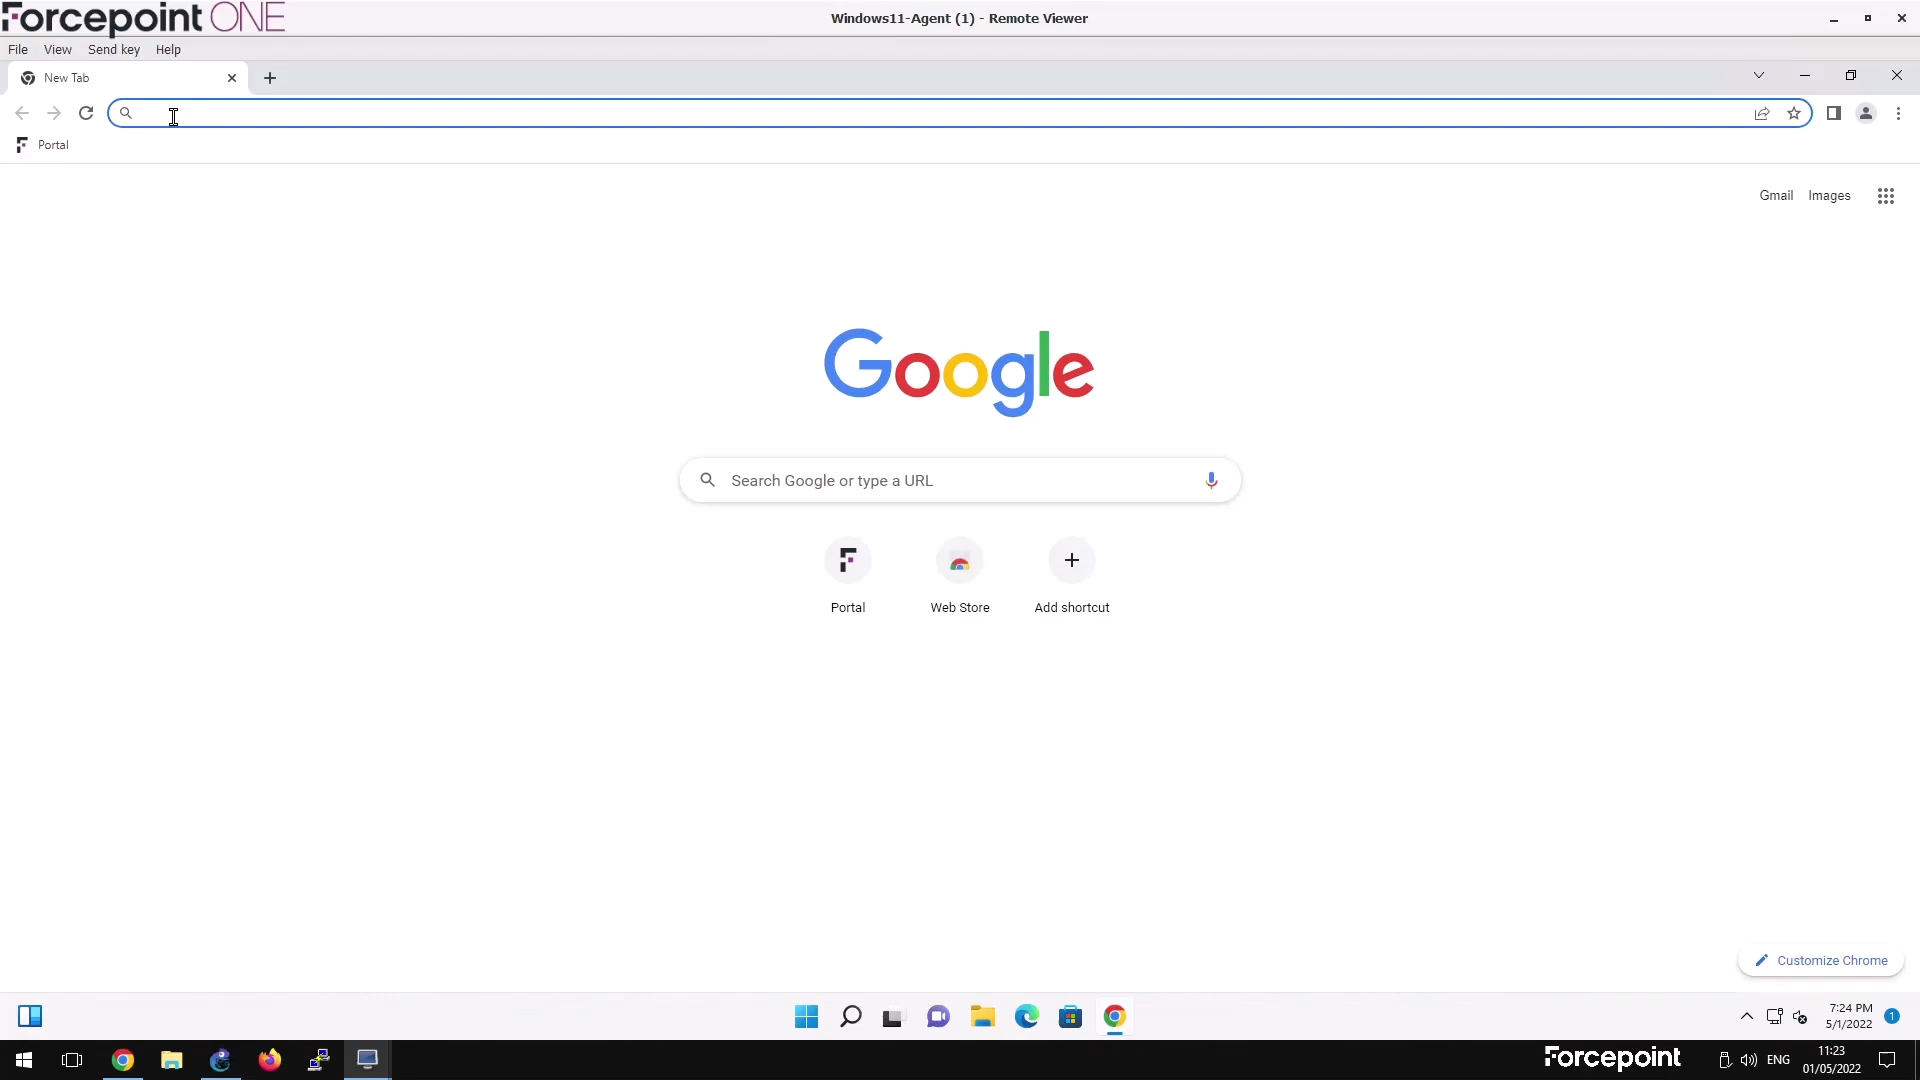 Forcepoint ONE
Windows11-Agent (1) - Remote Viewer
File View Send key Help
New Tab
Portal
Gmail Images
Google
Search Google or type a URL
Portal Web Store Add shortcut
Customize Chrome
7:24 PM
5/1/2022
1
Forcepoint
ENG
11:23
01/05/2022